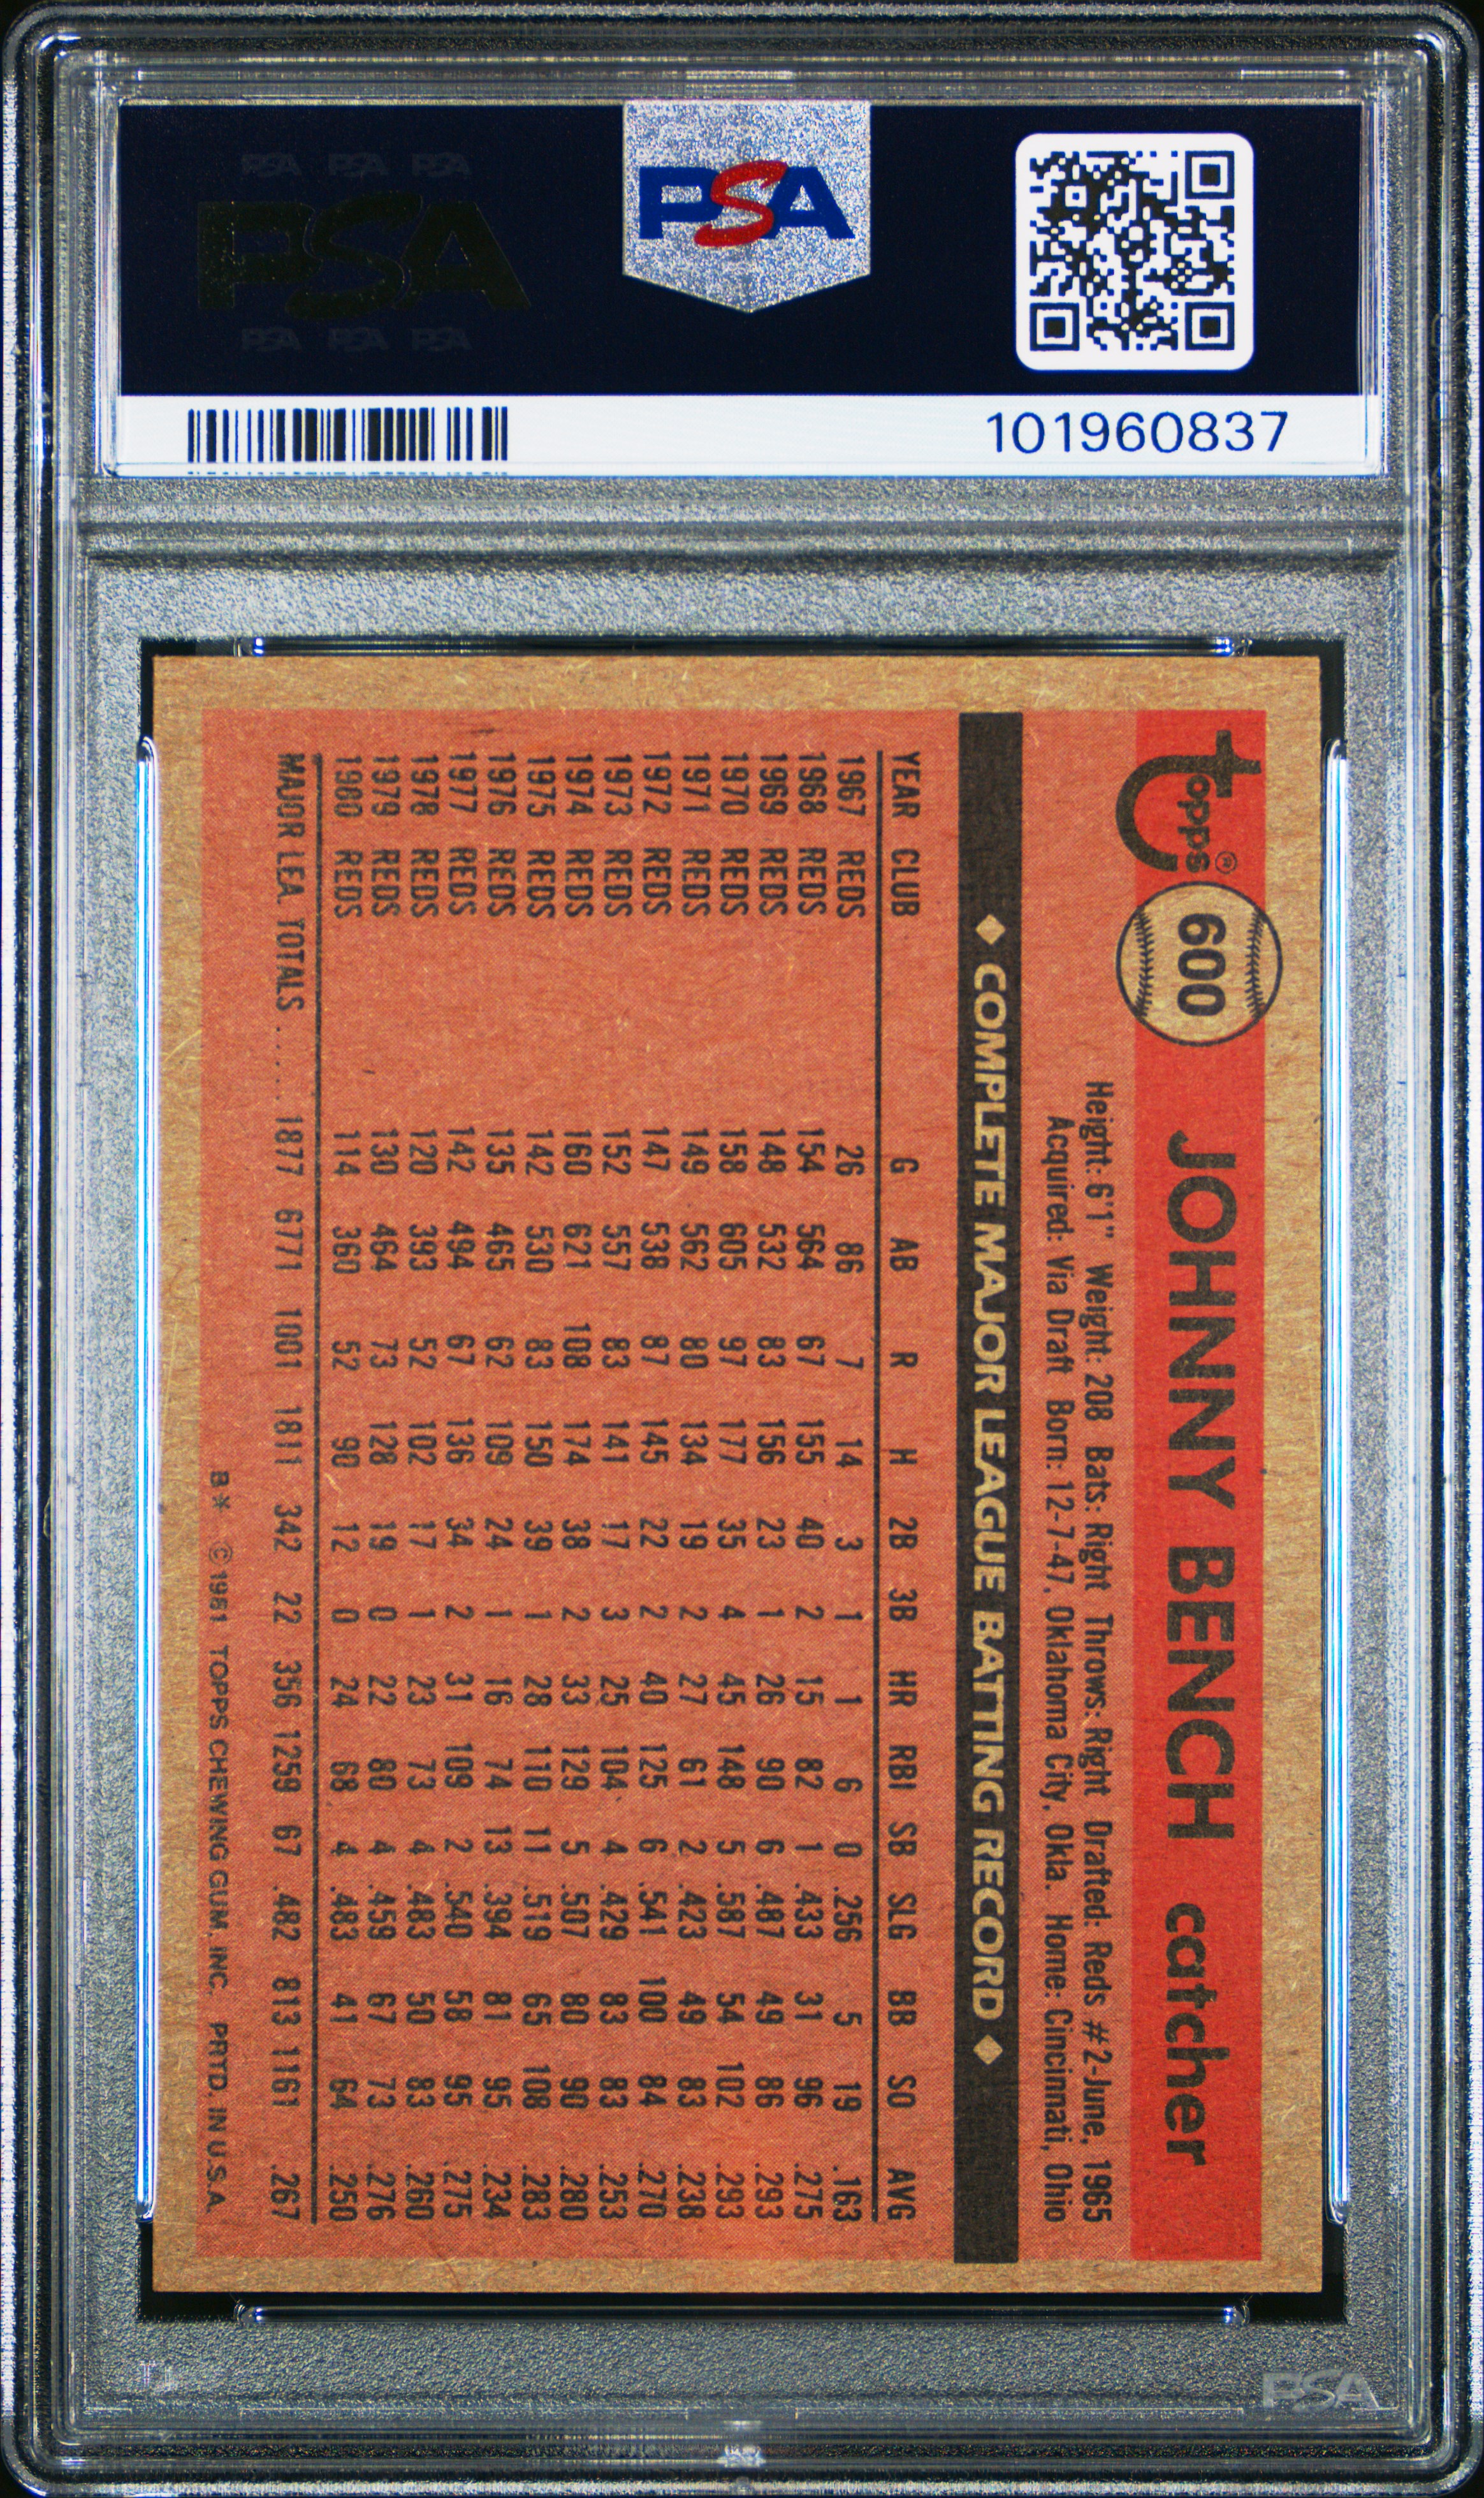 PSA PSA PSA
PSA
PSA PSA PSA
PSA
101960837
topps®
600 JOHNNY BENCH catcher
Height: 6'1" Weight: 208 Bats: Right Throws: Right Drafted: Reds #2-June, 1965
Acquired: Via Draft Born: 12-7-47, Oklahoma City, Okla. Home: Cincinnati, Ohio
◆ COMPLETE MAJOR LEAGUE BATTING RECORD ◆
YEAR CLUB G AB R H 2B 3B HR RBI SB SLG BB SO AVG
1967 REDS 26 86 7 14 3 1 1 6 0 .256 5 19 .163
1968 REDS 154 564 67 155 40 2 15 82 1 .433 31 96 .275
1969 REDS 148 532 83 156 23 1 26 90 6 .487 49 86 .293
1970 REDS 158 605 97 177 35 4 45 148 5 .587 54 102 .293
1971 REDS 149 562 80 134 19 2 27 61 2 .423 49 83 .238
1972 REDS 147 538 87 145 22 2 40 125 6 .541 100 84 .270
1973 REDS 152 557 83 141 17 3 25 104 4 .429 83 83 .253
1974 REDS 160 621 108 174 38 2 33 129 5 .507 80 90 .280
1975 REDS 142 530 83 150 39 1 28 110 11 .519 65 108 .283
1976 REDS 135 465 62 109 24 1 16 74 13 .394 81 95 .234
1977 REDS 142 494 67 136 34 2 31 109 2 .540 58 95 .275
1978 REDS 120 393 52 102 17 1 23 73 4 .483 50 83 .260
1979 REDS 130 464 73 128 19 0 22 80 4 .459 67 73 .276
1980 REDS 114 360 52 90 12 0 24 68 4 .483 41 64 .250
MAJOR LEA. TOTALS ..... 1877 6771 1001 1811 342 22 356 1259 67 .482 813 1161 .267
B* ©1981 TOPPS CHEWING GUM, INC. PRTD. IN U.S.A.
PSA